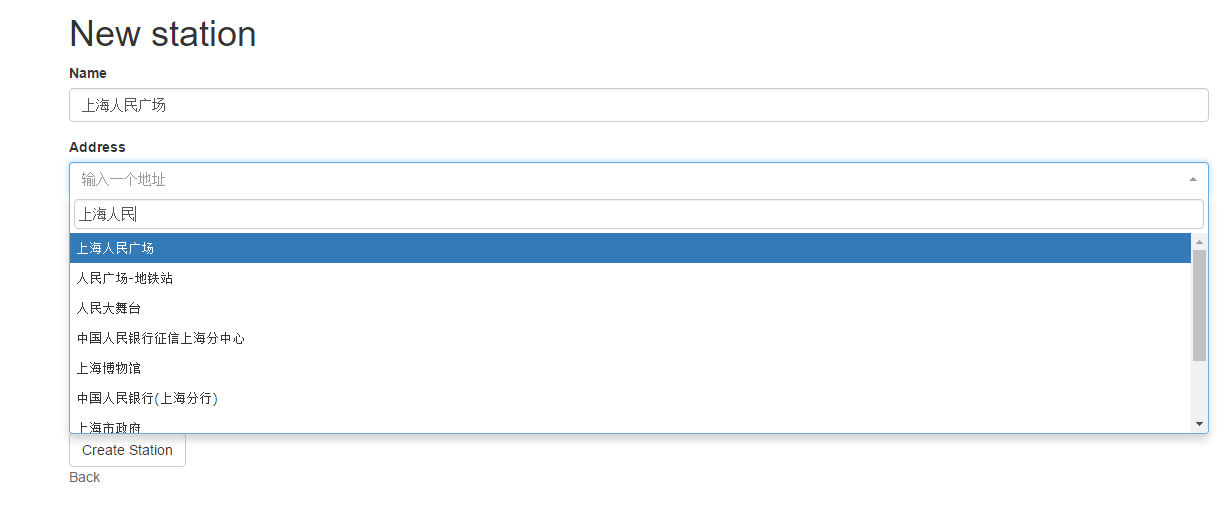 New station
Name
上海人民广场
Address
输入一个地址
上海人民
上海人民广场
人民广场-地铁站
人民大舞台
中国人民银行征信上海分中心
上海博物馆
中国人民银行(上海分行)
上海市政府
Create Station
Back